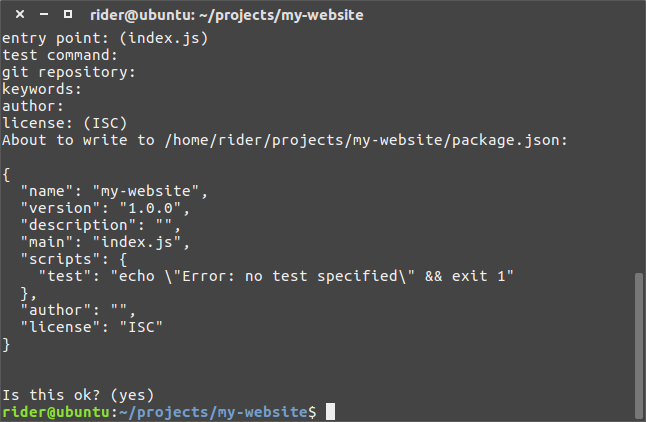 rider@ubuntu: ~/projects/my-website
entry point: (index.js)
test command:
git repository:
keywords:
author:
license: (ISC)
About to write to /home/rider/projects/my-website/package.json:

{
  "name": "my-website",
  "version": "1.0.0",
  "description": "",
  "main": "index.js",
  "scripts": {
    "test": "echo \"Error: no test specified\" && exit 1"
  },
  "author": "",
  "license": "ISC"
}

Is this ok? (yes)
rider@ubuntu:~/projects/my-website$